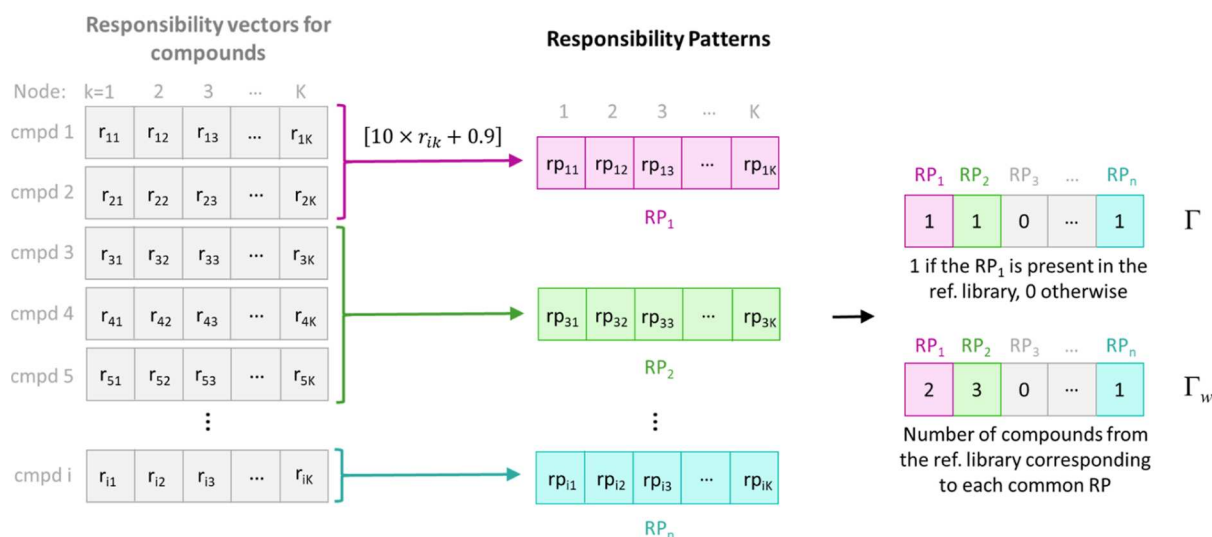 Responsibility vectors for
compounds
Responsibility Patterns
Node: k=1 2 3 ... K
cmpd 1 r₁₁ r₁₂ r₁₃ ... r₁K
[10 × rᵢₖ + 0.9]
1 2 3 ... K
rp₁₁ rp₁₂ rp₁₃ ... rp₁K
RP₁
cmpd 2 r₂₁ r₂₂ r₂₃ ... r₂K
cmpd 3 r₃₁ r₃₂ r₃₃ ... r₃K
cmpd 4 r₄₁ r₄₂ r₄₃ ... r₄K
rp₃₁ rp₃₂ rp₃₃ ... rp₃K
RP₂
cmpd 5 r₅₁ r₅₂ r₅₃ ... r₅K
⋮ ⋮
cmpd i rᵢ₁ rᵢ₂ rᵢ₃ ... rᵢK
rpᵢ₁ rpᵢ₂ rpᵢ₃ ... rpᵢK
RPₙ
RP₁ RP₂ RP₃ ... RPₙ
1 1 0 ... 1 Γ
1 if the RP₁ is present in the
ref. library, 0 otherwise
RP₁ RP₂ RP₃ ... RPₙ
2 3 0 ... 1 Γw
Number of compounds from
the ref. library corresponding
to each common RP